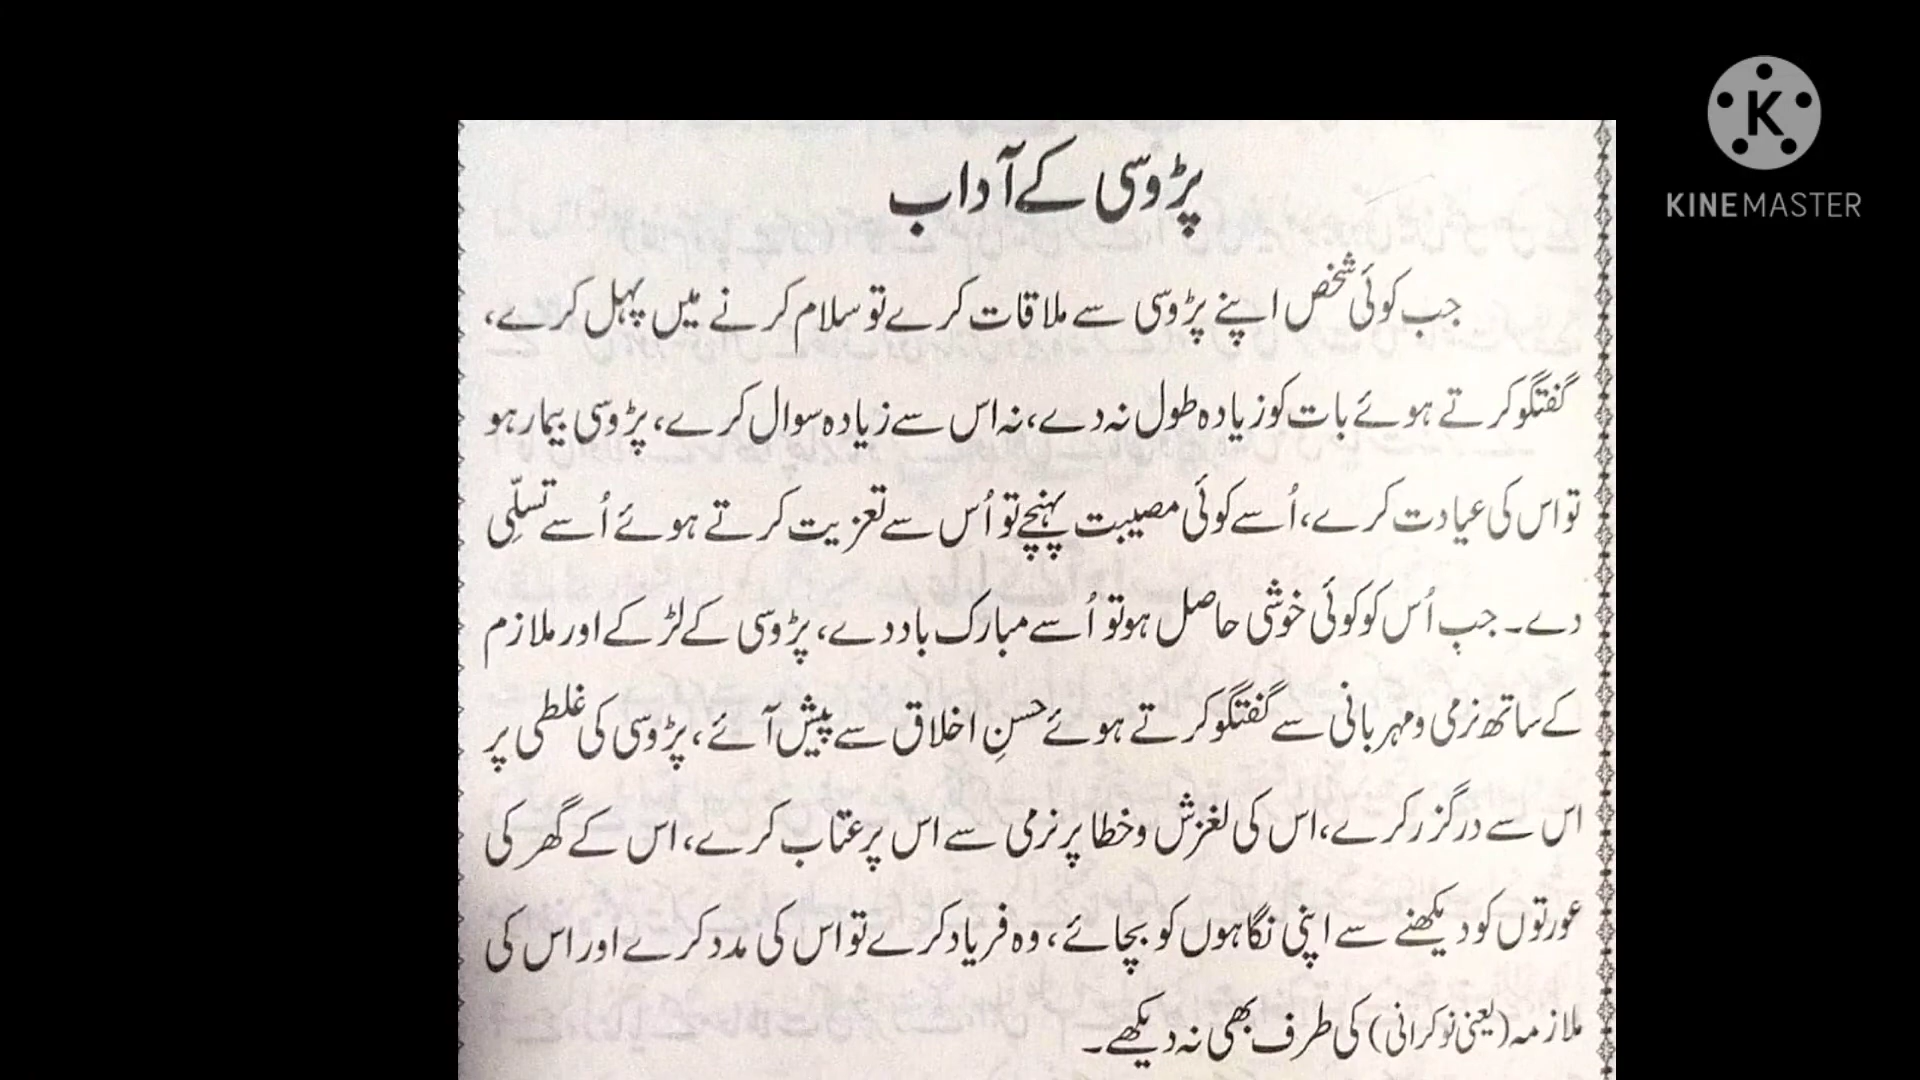 پڑوسی کے آداب
جب کوئی شخص اپنے پڑوسی سے ملاقات کرے تو سلام کرنے میں پہل کرے،
گفتگو کرتے ہوئے بات کو زیادہ طول نہ دے، نہ اس سے زیادہ سوال کرے، پڑوسی بیمار ہو
تو اس کی عیادت کرے، اُسے کوئی مصیبت پہنچے تو اُس سے تعزیت کرتے ہوئے اُسے تسلّی
دے۔ جب اُس کو کوئی خوشی حاصل ہو تو اُسے مبارک باد دے، پڑوسی کے لڑکے اور ملازم
کے ساتھ نرمی و مہربانی سے گفتگو کرتے ہوئے حسنِ اخلاق سے پیش آئے، پڑوسی کی غلطی پر
اس سے درگزر کرے، اس کی لغزش و خطا پر نرمی سے اس پر عتاب کرے، اس کے گھر کی
عورتوں کو دیکھنے سے اپنی نگاہوں کو بچائے، وہ فریاد کرے تو اس کی مدد کرے اور اس کی
ملازمہ (یعنی نوکرانی) کی طرف بھی نہ دیکھے۔
K
KINEMASTER